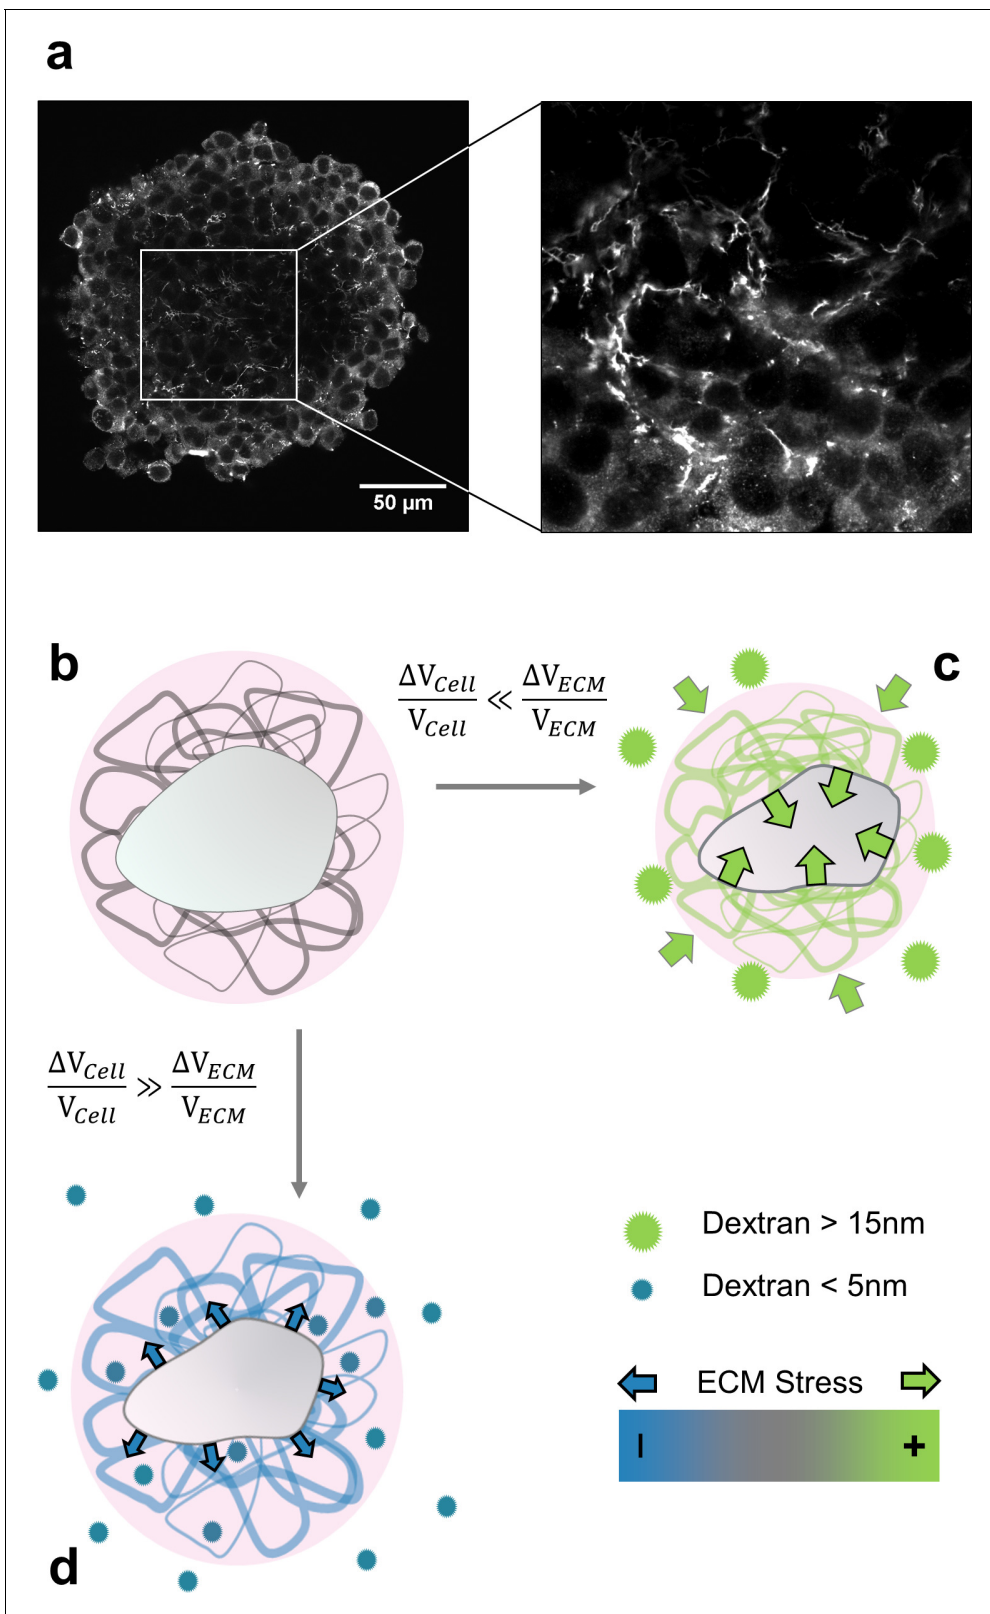 a
50 µm
b
ΔV_Cell / V_Cell ≪ ΔV_ECM / V_ECM
c
ΔV_Cell / V_Cell ≫ ΔV_ECM / V_ECM
Dextran > 15nm
Dextran < 5nm
ECM Stress
- +
d